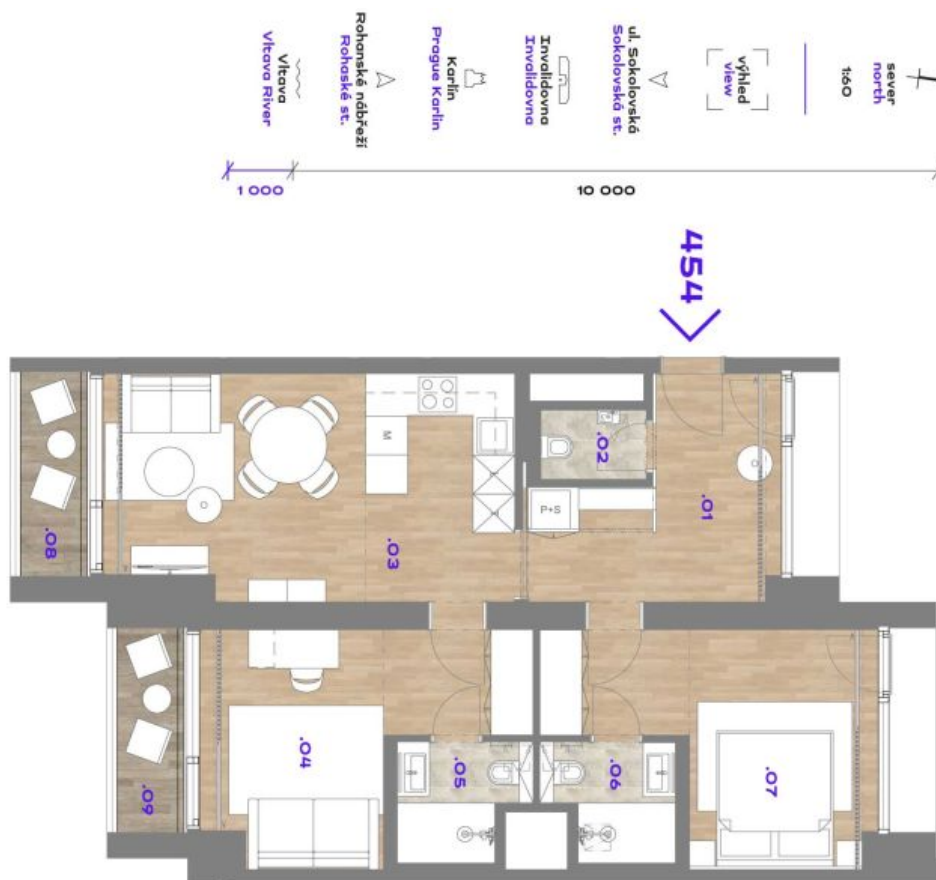 sever
north
1:60
výhled
view
ul. Sokolovská
Sokolovská st.
Invalidovna
Invalidovna
Karlín
Prague Karlin
Rohanské nábřeží
Rohaské st.
Vltava
Vltava River
10 000
1 000
454
.01
.02
P+S
M
.03
.08
.07
.06
.05
.04
.09